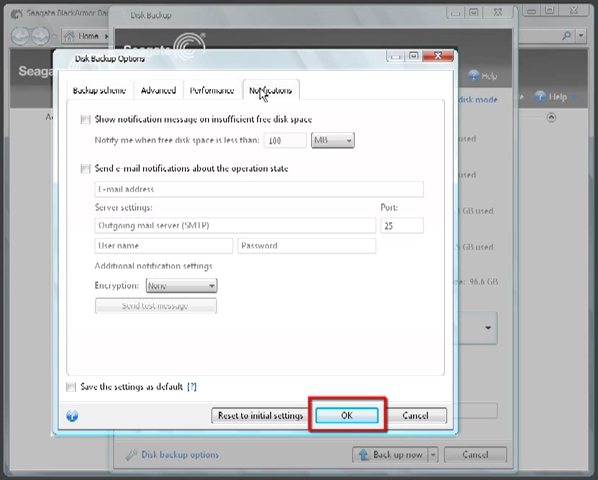 Seagate BlackArmor Bac
Disk Backup
Home
Seagate
Help
Disk Backup Options
Seaga
Backup scheme
Advanced
Performance
Notifications
disk mode
Help
Show notification message on insufficient free disk space
Notify me when free disk space is less than: 100 MB
used
Send e-mail notifications about the operation state
used
E-mail address
Server settings: Port:
GB used
Outgoing mail server (SMTP) 25
User name Password
GB used
Additional notification settings
Encryption: None
96.6 GB
Send test message
Save the settings as default [?]
Reset to initial settings
OK
Cancel
Disk backup options
Back up now
Cancel